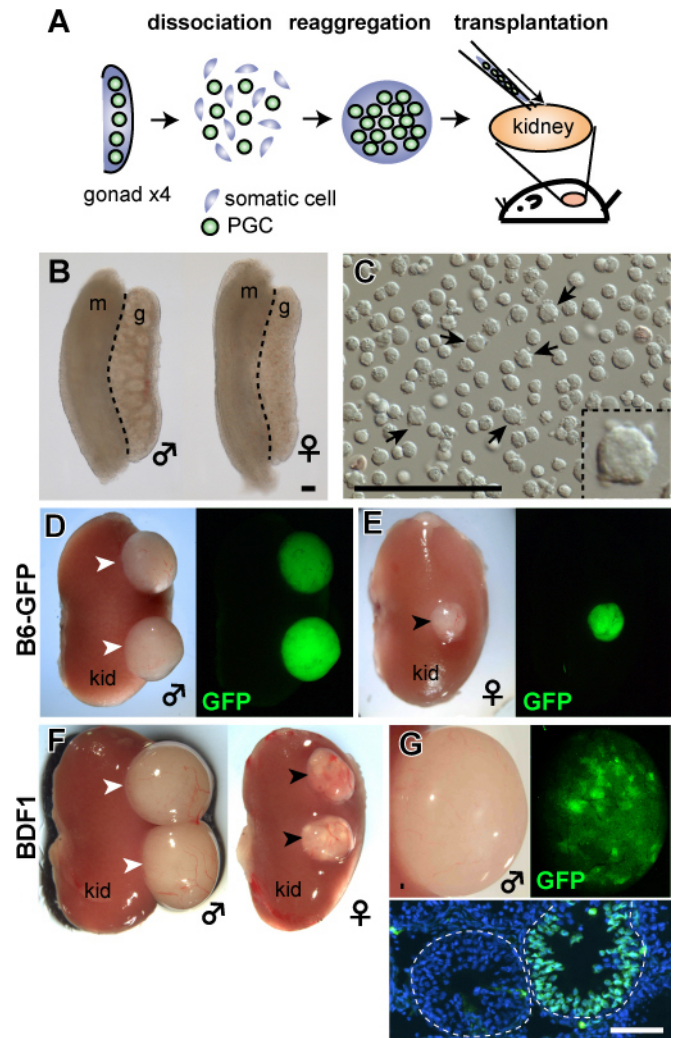 A
dissociation reaggregation transplantation
kidney
gonad x4
somatic cell
PGC
B
m g
♂
m g
♀
C
B6-GFP
D
kid
♂
GFP
E
kid
♀
GFP
BDF1
F
kid
♂
kid
♀
G
♂
GFP